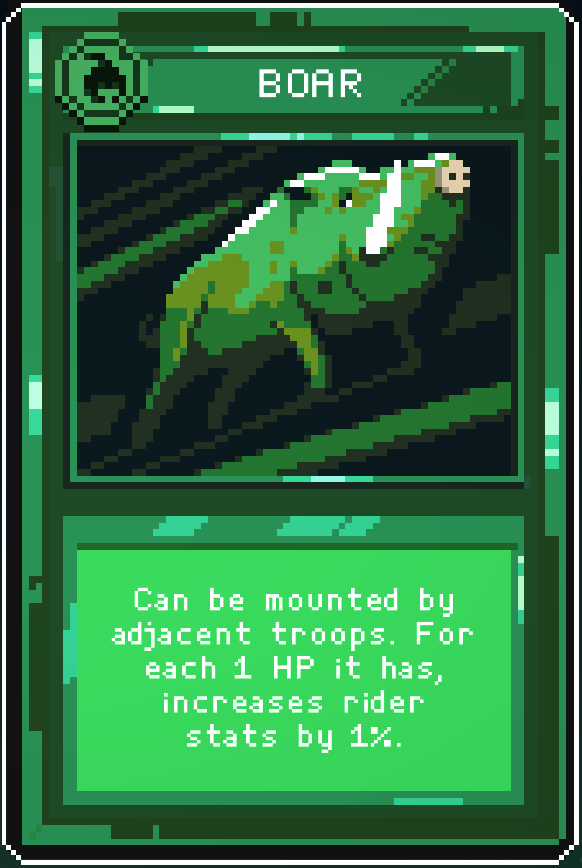 BOAR
Can be mounted by
adjacent troops. For
each 1 HP it has,
increases rider
stats by 1%.